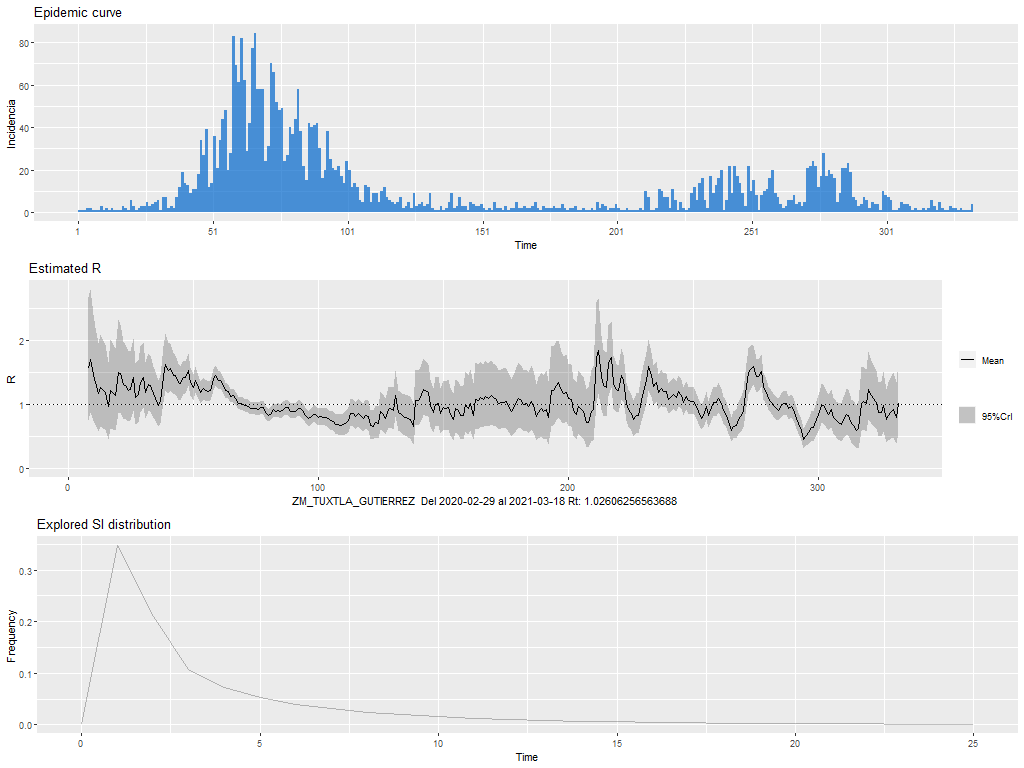 Epidemic curve
Incidencia
80
60
40
20
0
1 51 101 151 201 251 301
Time
Estimated R
R
2
1
0
0 100 200 300
ZM_TUXTLA_GUTIERREZ Del 2020-02-29 al 2021-03-18 Rt: 1.02606256563688
Mean
95%CrI
Explored SI distribution
Frequency
0.3
0.2
0.1
0.0
0 5 10 15 20 25
Time